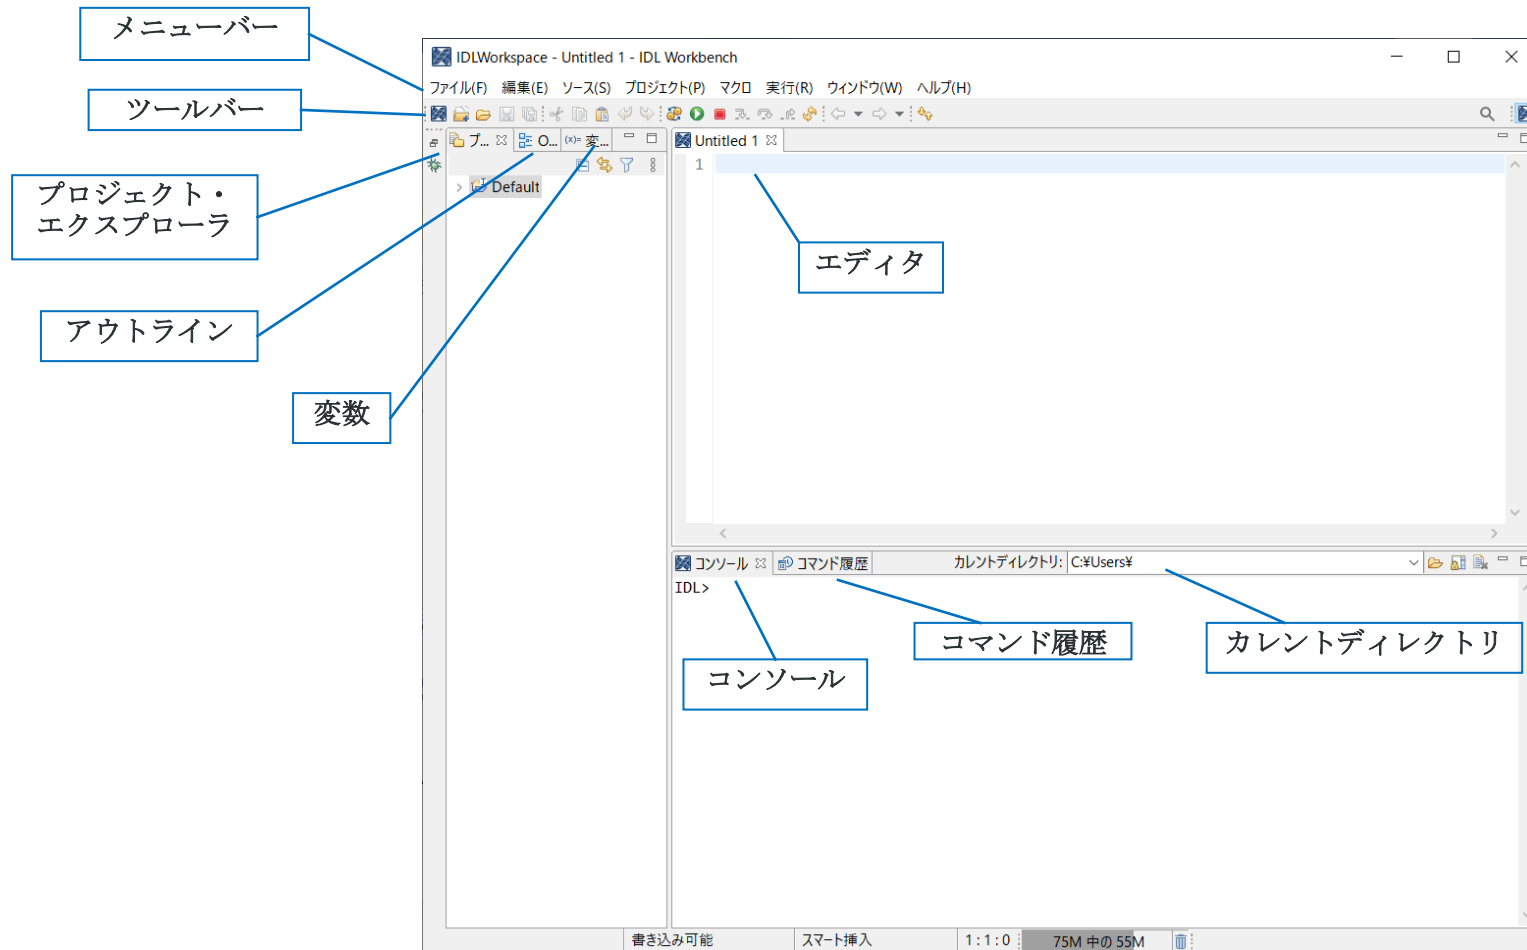 メニューバー
IDLWorkspace - Untitled 1 - IDL Workbench
ファイル(F) 編集(E) ソース(S) プロジェクト(P) マクロ 実行(R) ウィンドウ(W) ヘルプ(H)
ツールバー
プ... O... (x)= 変...
Untitled 1
1
Default
プロジェクト・
エクスプローラ
エディタ
アウトライン
変数
コンソール コマンド履歴 カレントディレクトリ: C:¥Users¥
IDL>
コマンド履歴
カレントディレクトリ
コンソール
書き込み可能 スマート挿入 1:1:0 75M 中の 55M